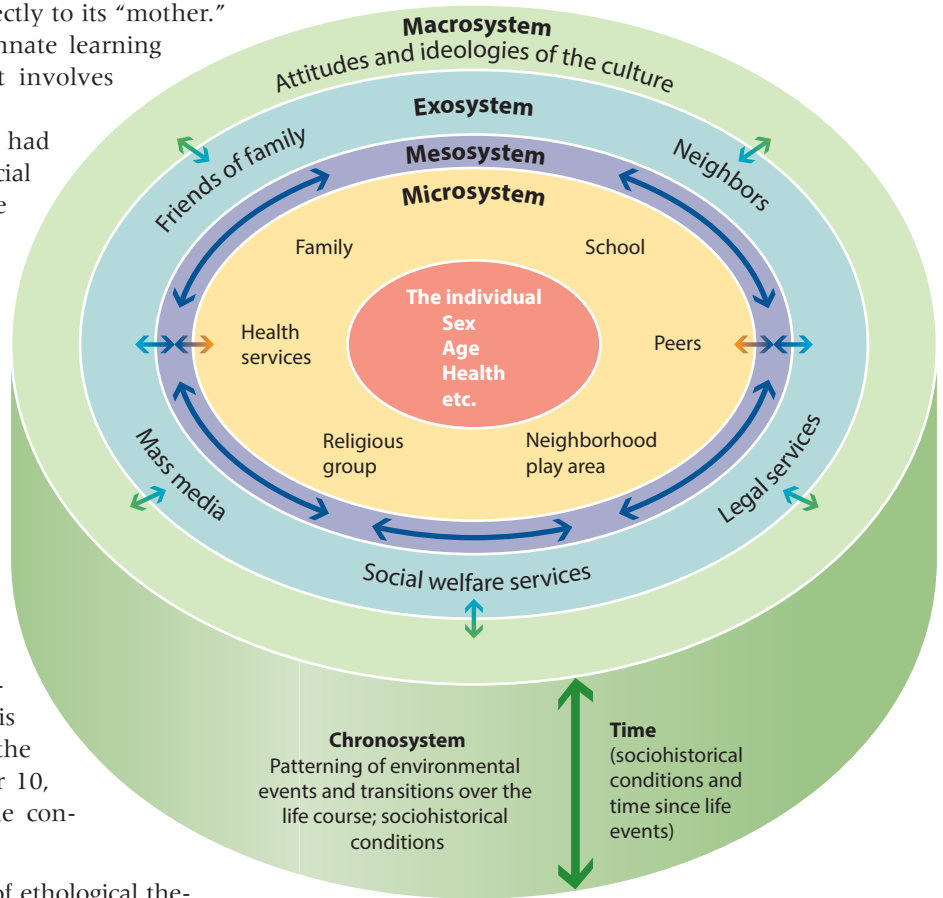 ectly to its “mother.”
nnate learning
t involves
had
cial
e
-
is
the
r 10,
e con-
of ethological the-
Macrosystem
Attitudes and ideologies of the culture
Exosystem
Friends of family
Neighbors
Mesosystem
Microsystem
Family
School
The individual
Sex
Age
Health
etc.
Health
services
Peers
Religious
group
Neighborhood
play area
Mass media
Legal services
Social welfare services
Chronosystem
Patterning of environmental
events and transitions over the
life course; sociohistorical
conditions
Time
(sociohistorical
conditions and
time since life
events)